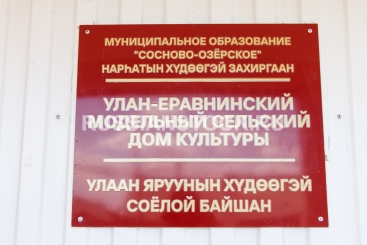 МУНИЦИПАЛЬНОЕ ОБРАЗОВАНИЕ
"СОСНОВО-ОЗЁРСКОЕ"
НАРҺАТЫН ХҮДӨӨГЭЙ ЗАХИРГААН
УЛАН-ЕРАВНИНСКИЙ
МОДЕЛЬНЫЙ СЕЛЬСКИЙ
ДОМ КУЛЬТУРЫ
УЛААН ЯРУУНЫН ХҮДӨӨГЭЙ
СОЁЛОЙ БАЙШАН